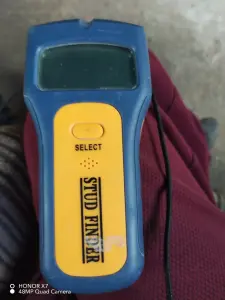 SELECT
STUD FINDER
HONOR X7
48MP Quad Camera